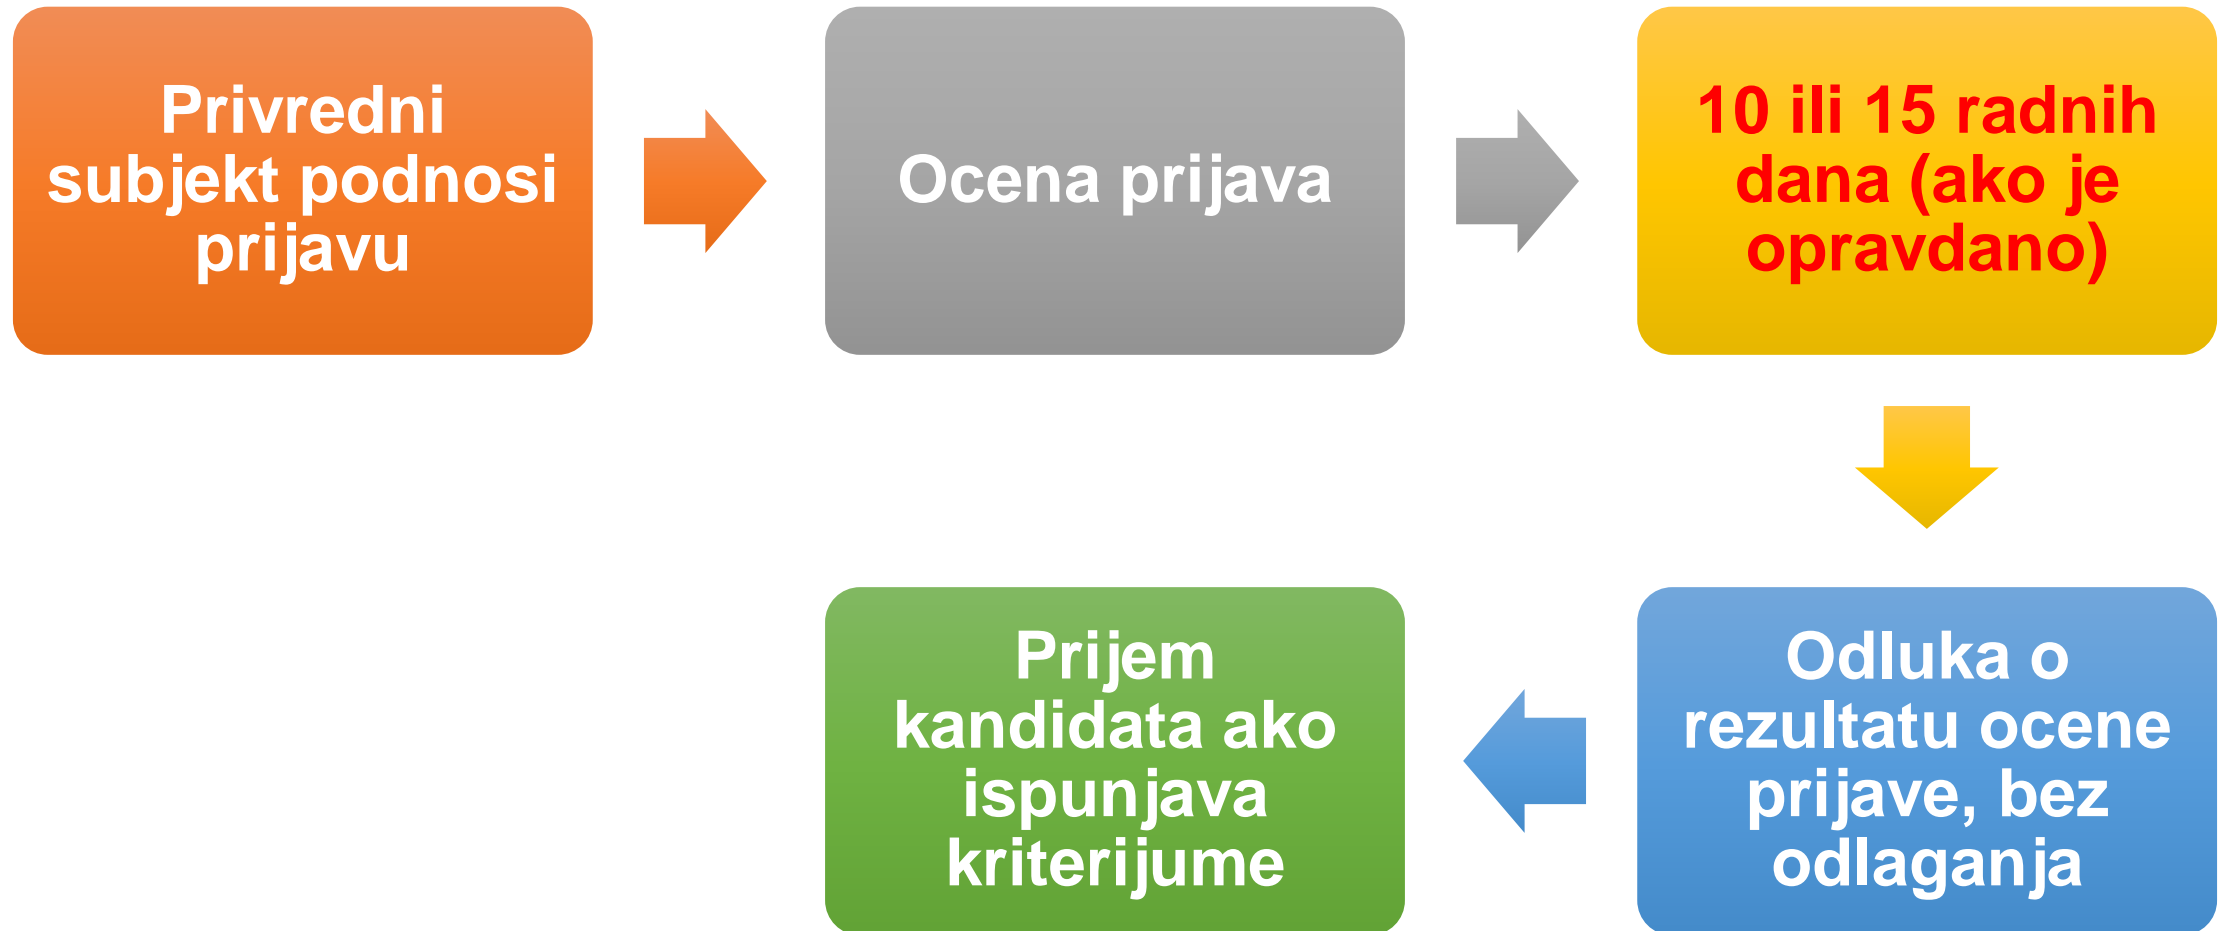 Privredni
subjekt podnosi
prijavu
Ocena prijava
10 ili 15 radnih
dana (ako je
opravdano)
Odluka o
rezultatu ocene
prijave, bez
odlaganja
Prijem
kandidata ako
ispunjava
kriterijume